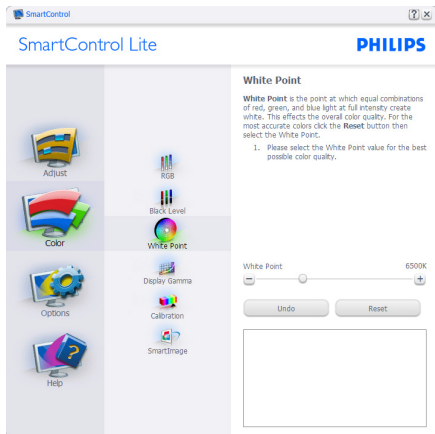 SmartControl
SmartControl Lite
PHILIPS
Adjust
Color
Options
Help
RGB
Black Level
White Point
Display Gamma
Calibration
SmartImage
White Point
White Point is the point at which equal combinations
of red, green, and blue light at full intensity create
white. This effects the overall color quality. For the
most accurate colors click the Reset button then
select the White Point.
1. Please select the White Point value for the best
possible color quality.
White Point 6500K
Undo Reset